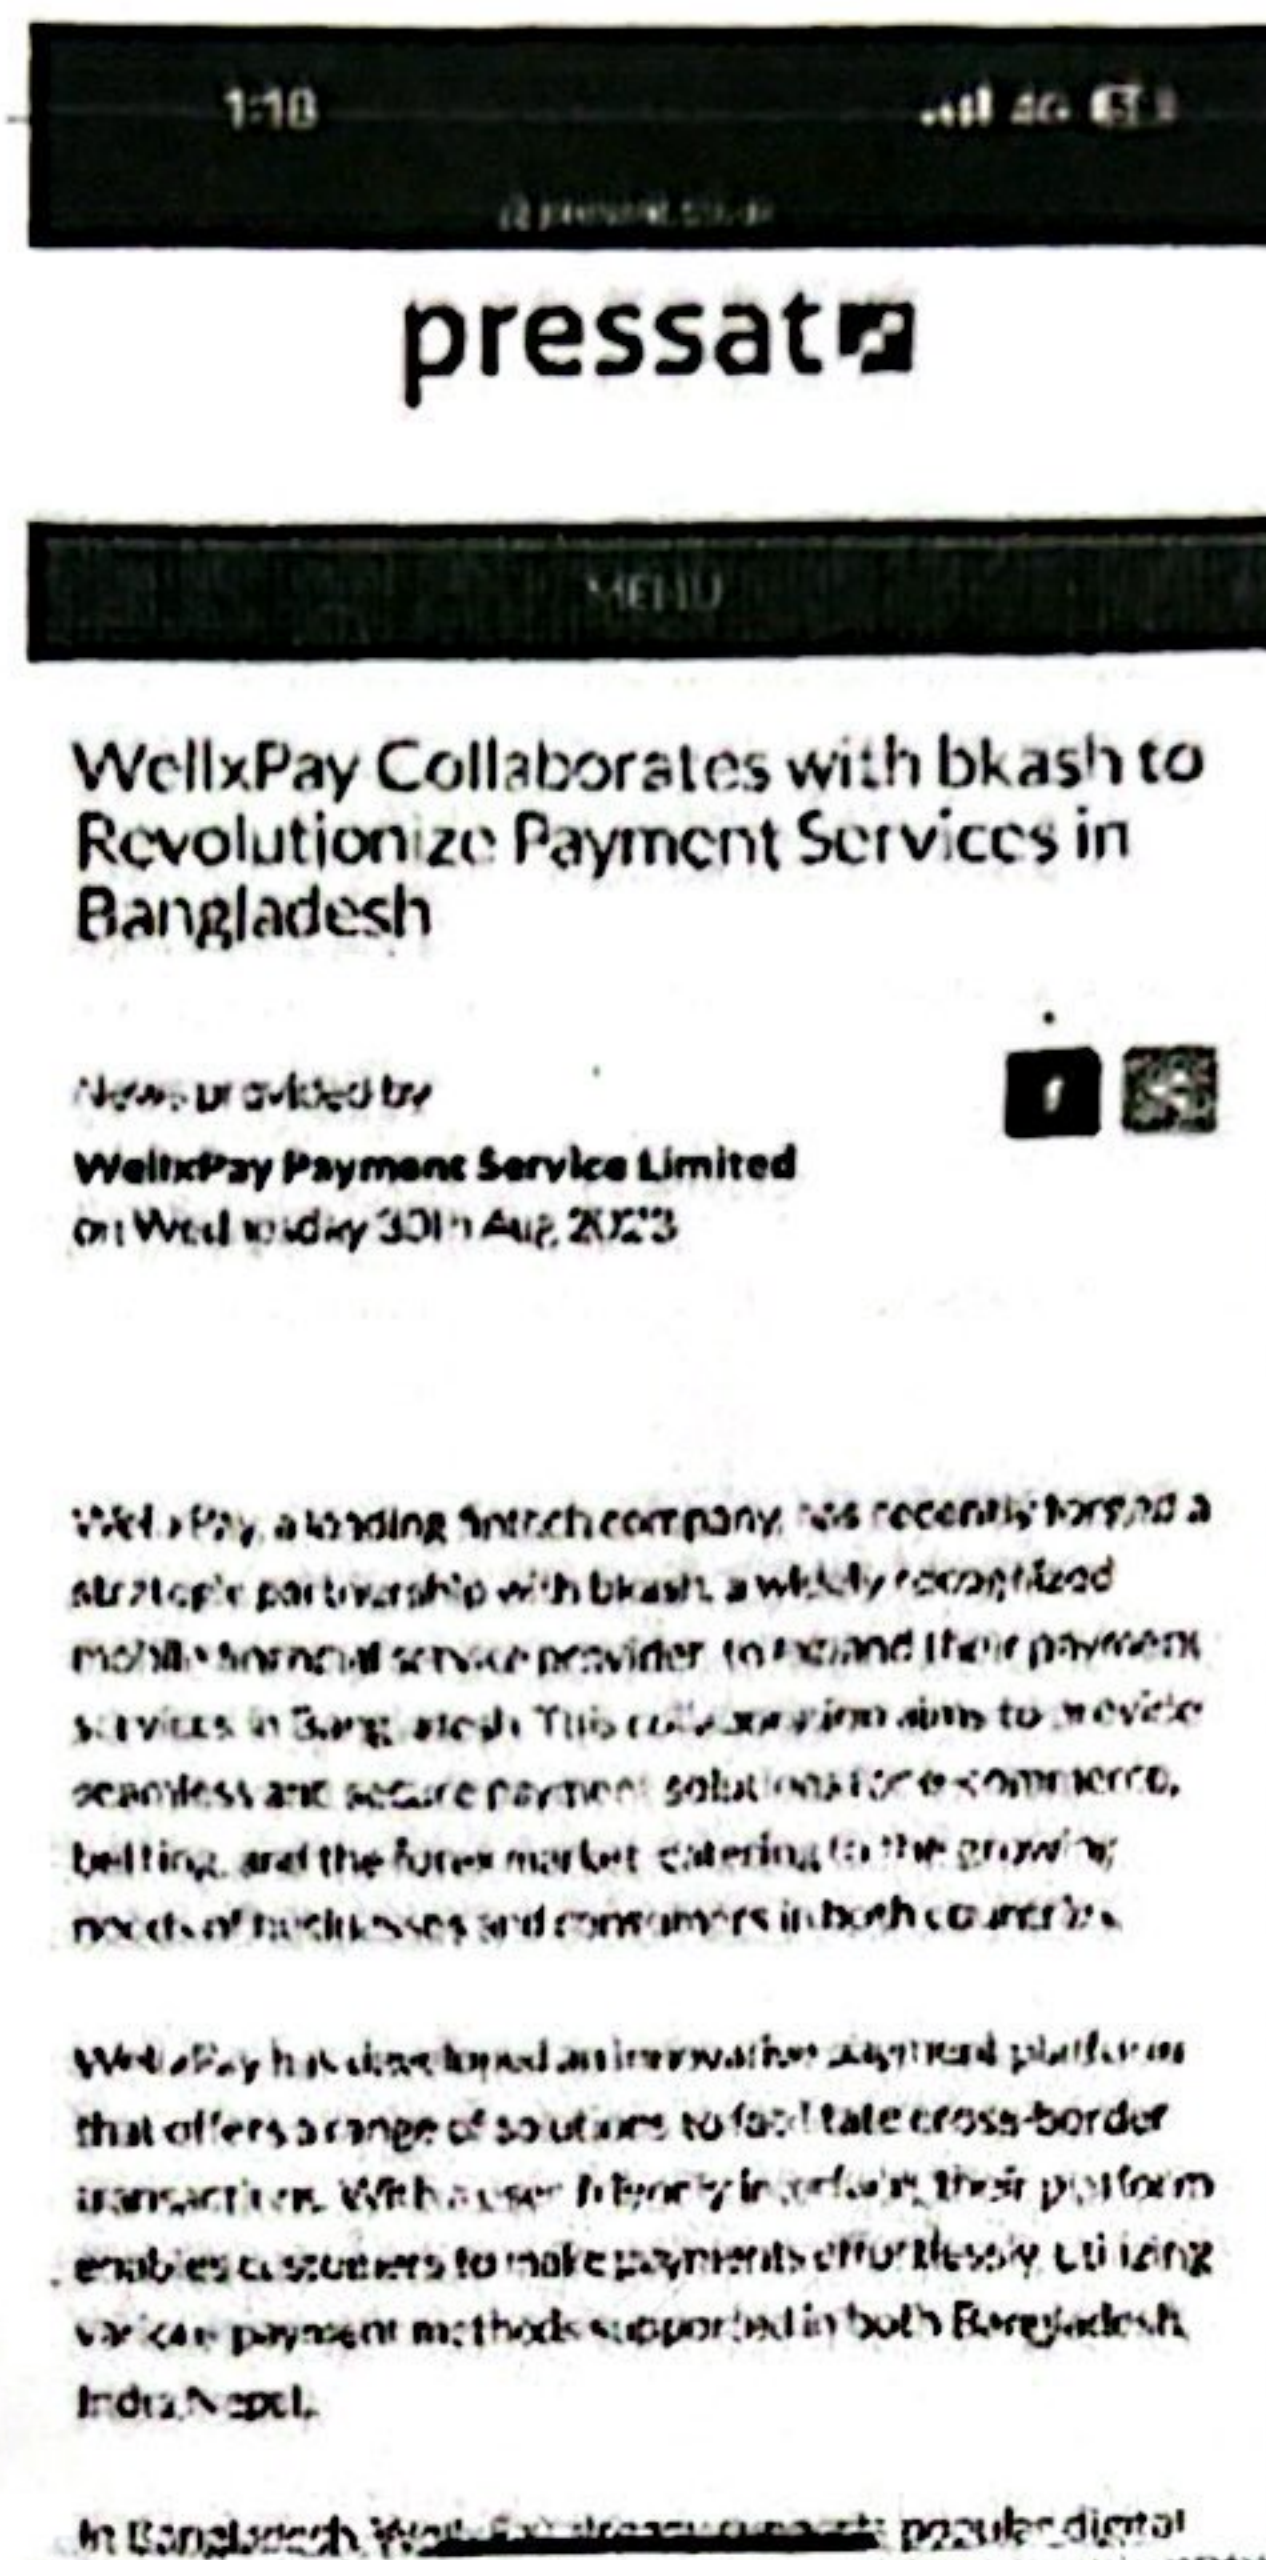 1:18
4G
pressat
MENU
WellxPay Collaborates with bkash to
Revolutionize Payment Services in
Bangladesh
News provided by
WellxPay Payment Service Limited
on Wednesday 30th Aug, 2023
WellxPay, a leading fintech company, has recently forged a
strategic partnership with bkash, a widely recognized
mobile financial service provider, to expand their payment
services in Bangladesh. This collaboration aims to provide
seamless and secure payment solutions for e-commerce,
betting, and the forex market, catering to the growing
needs of businesses and consumers in both countries.
WellxPay has developed an innovative payment platform
that offers a range of solutions to facilitate cross-border
transactions. With a user-friendly interface, their platform
enables customers to make payments effortlessly, utilizing
various payment methods supported in both Bangladesh,
India,Nepal,.
In Bangladesh, popular digital